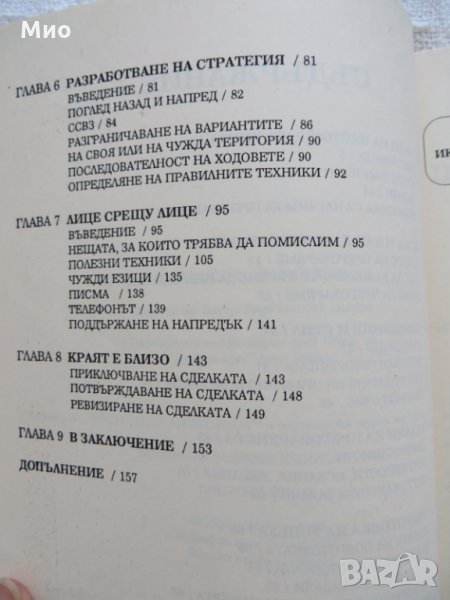 Мио
ГЛАВА 6 РАЗРАБОТВАНЕ НА СТРАТЕГИЯ / 81
ВЪВЕДЕНИЕ / 81
ПОГЛЕД НАЗАД И НАПРЕД / 82
ССВЗ / 84
РАЗГРАНИЧАВАНЕ НА ВАРИАНТИТЕ / 86
НА СВОЯ ИЛИ НА ЧУЖДА ТЕРИТОРИЯ / 90
ПОСЛЕДОВАТЕЛНОСТ НА ХОДОВЕТЕ / 90
ОПРЕДЕЛЯНЕ НА ПРАВИЛНИТЕ ТЕХНИКИ / 92
ГЛАВА 7 ЛИЦЕ СРЕЩУ ЛИЦЕ / 95
ВЪВЕДЕНИЕ / 95
НЕЩАТА, ЗА КОИТО ТРЯБВА ДА ПОМИСЛИМ / 95
ПОЛЕЗНИ ТЕХНИКИ / 105
ЧУЖДИ ЕЗИЦИ / 135
ПИСМА / 138
ТЕЛЕФОНЪТ / 139
ПОДДЪРЖАНЕ НА НАПРЕДЪК / 141
ГЛАВА 8 КРАЯТ Е БЛИЗО / 143
ПРИКЛЮЧВАНЕ НА СДЕЛКАТА / 143
ПОТВЪРЖДАВАНЕ НА СДЕЛКАТА / 148
РЕВИЗИРАНЕ НА СДЕЛКАТА / 149
ГЛАВА 9 В ЗАКЛЮЧЕНИЕ / 153
ДОПЪЛНЕНИЕ / 157
BAZAR